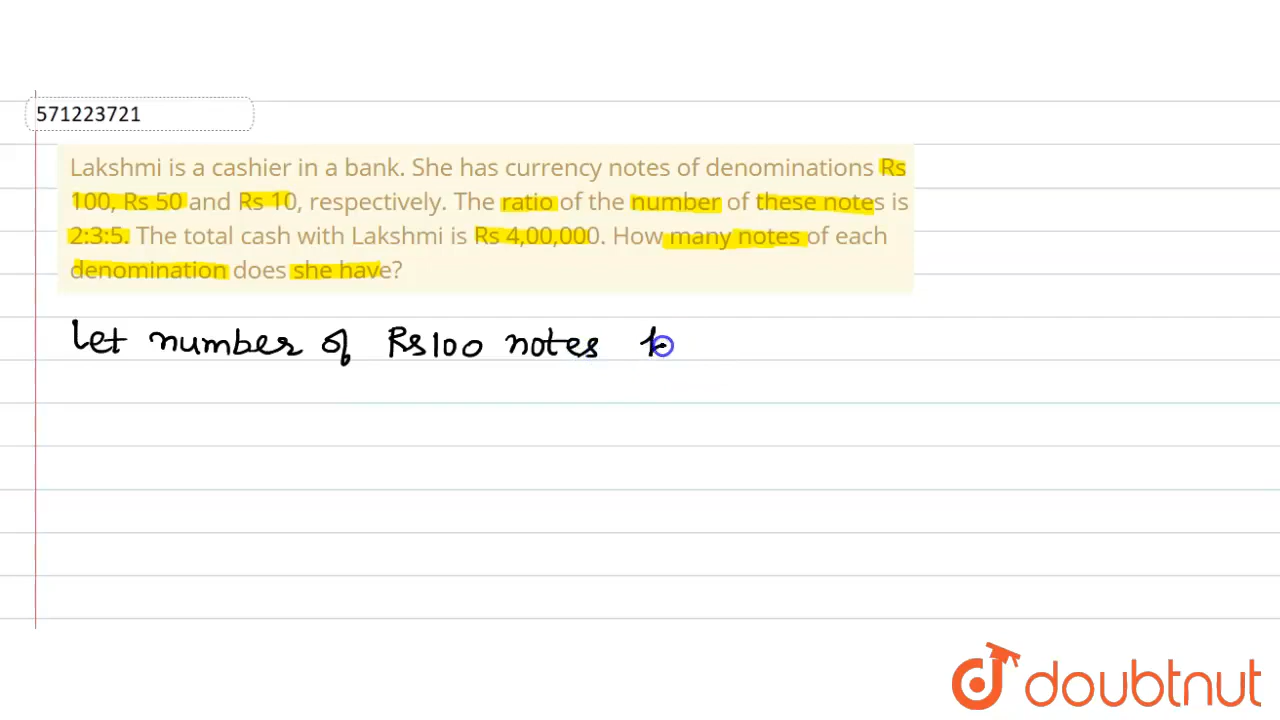 571223721
Lakshmi is a cashier in a bank. She has currency notes of denominations Rs
100, Rs 50 and Rs 10, respectively. The ratio of the number of these notes is
2:3:5. The total cash with Lakshmi is Rs 4,00,000. How many notes of each
denomination does she have?
Let number of Rs100 notes
doubtnut